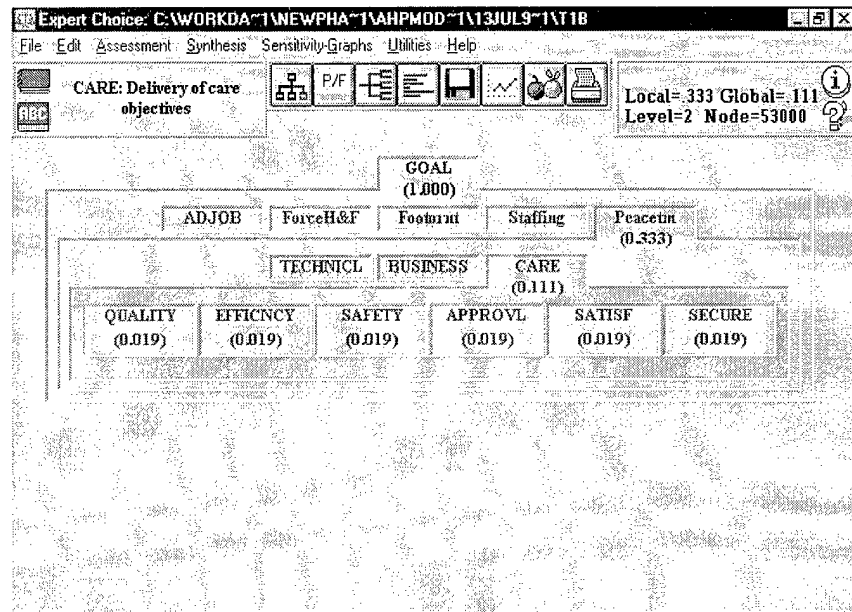 Expert Choice: C:\WORKDA~1\NEWPHA~1\AHPMOD~1\13JUL9~1\T1B
File Edit Assessment Synthesis Sensitivity-Graphs Utilities Help
CARE: Delivery of care
objectives
ABC
P/F
Local=.333 Global=.111
Level=2 Node=53000
GOAL
(1.000)
ADJOB ForceH&F Footprnt Staffing Peacetim
(0.333)
TECHNICL BUSINESS CARE
(0.111)
QUALITY EFFICNCY SAFETY APPROVL SATISF SECURE
(0.019) (0.019) (0.019) (0.019) (0.019) (0.019)